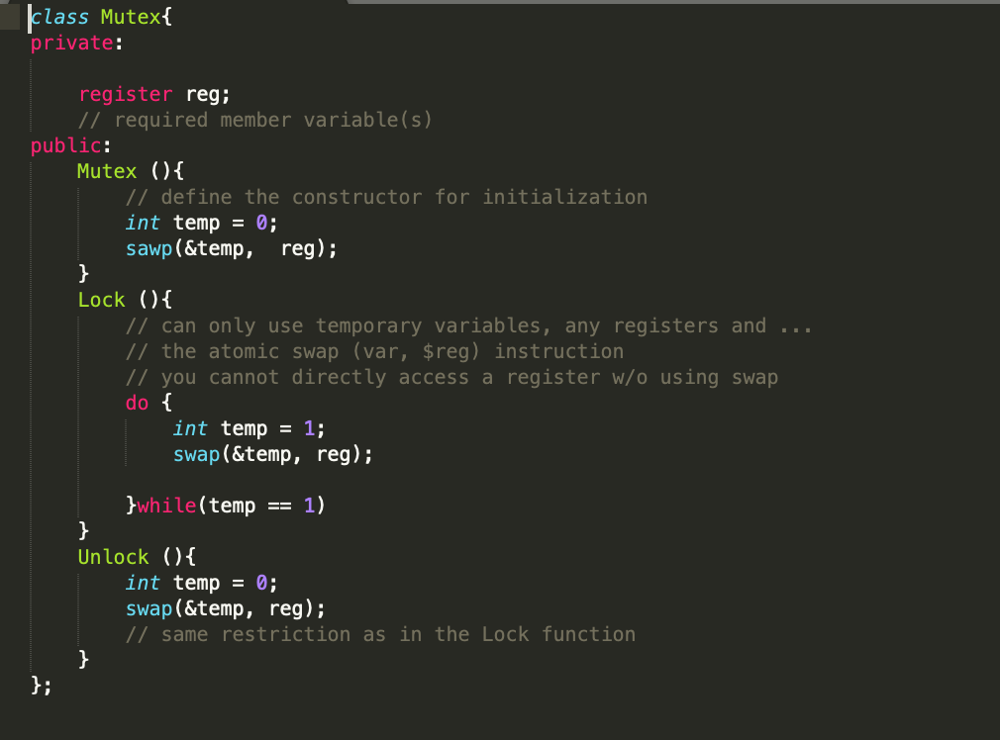 class Mutex{
private:
register reg;
// required member variable(s)
public:
Mutex (){
// define the constructor for initialization
int temp = 0;
sawp(&temp,  reg);
}
Lock (){
// can only use temporary variables, any registers and ...
// the atomic swap (var, $reg) instruction
// you cannot directly access a register w/o using swap
do {
int temp = 1;
swap(&temp, reg);
}while(temp == 1)
}
Unlock (){
int temp = 0;
swap(&temp, reg);
// same restriction as in the Lock function
}
};